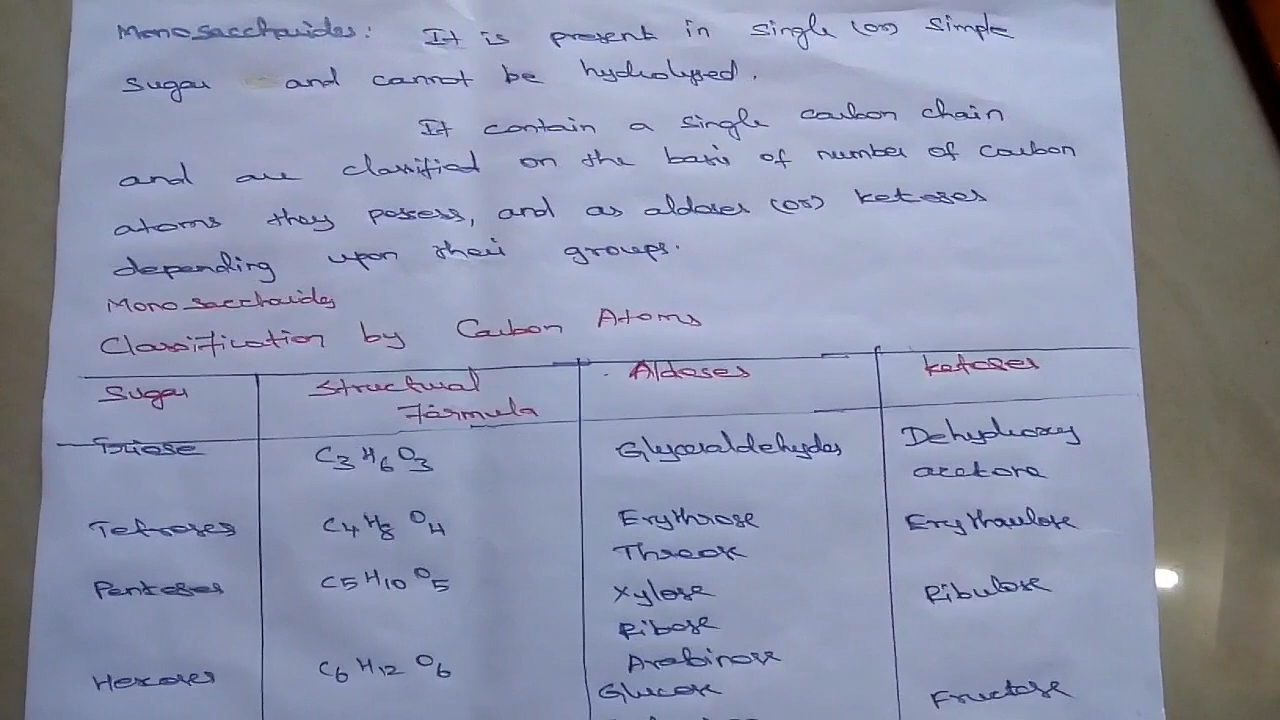 Monosaccharides: It is present in single (or) simple
sugar and cannot be hydrolysed.
It contain a single carbon chain
and are classified on the basis of number of carbon
atoms they possess, and as aldoses (or) ketoses
depending upon their groups.
Monosaccharides
Classification by Carbon Atoms
Sugar Structural Formula Aldoses Ketoses
Triose C3H6O3 Glyceraldehydes Dehydroxy acetone
Tetroses C4H8O4 Erythrose Erythrulose
Threose
Pentoses C5H10O5 Xylose Ribulose
Ribose
Arabinose
Hexoses C6H12O6 Glucose Fructose